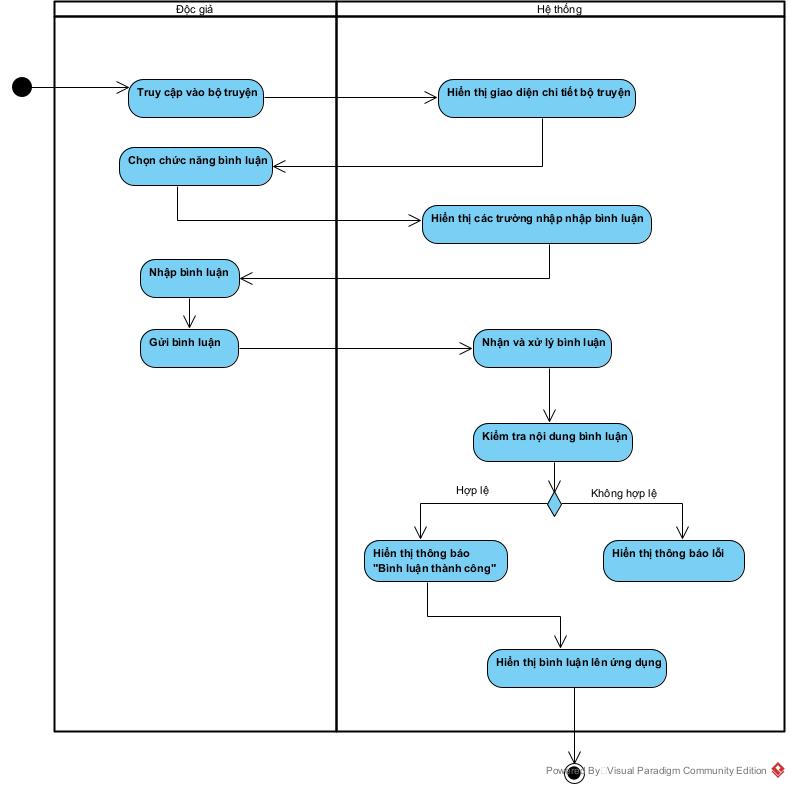 Độc giả
Hệ thống
Truy cập vào bộ truyện
Hiển thị giao diện chi tiết bộ truyện
Chọn chức năng bình luận
Hiển thị các trường nhập nhập bình luận
Nhập bình luận
Gửi bình luận
Nhận và xử lý bình luận
Kiểm tra nội dung bình luận
Hợp lệ
Không hợp lệ
Hiển thị thông báo
"Bình luận thành công"
Hiển thị thông báo lỗi
Hiển thị bình luận lên ứng dụng
Powered By Visual Paradigm Community Edition